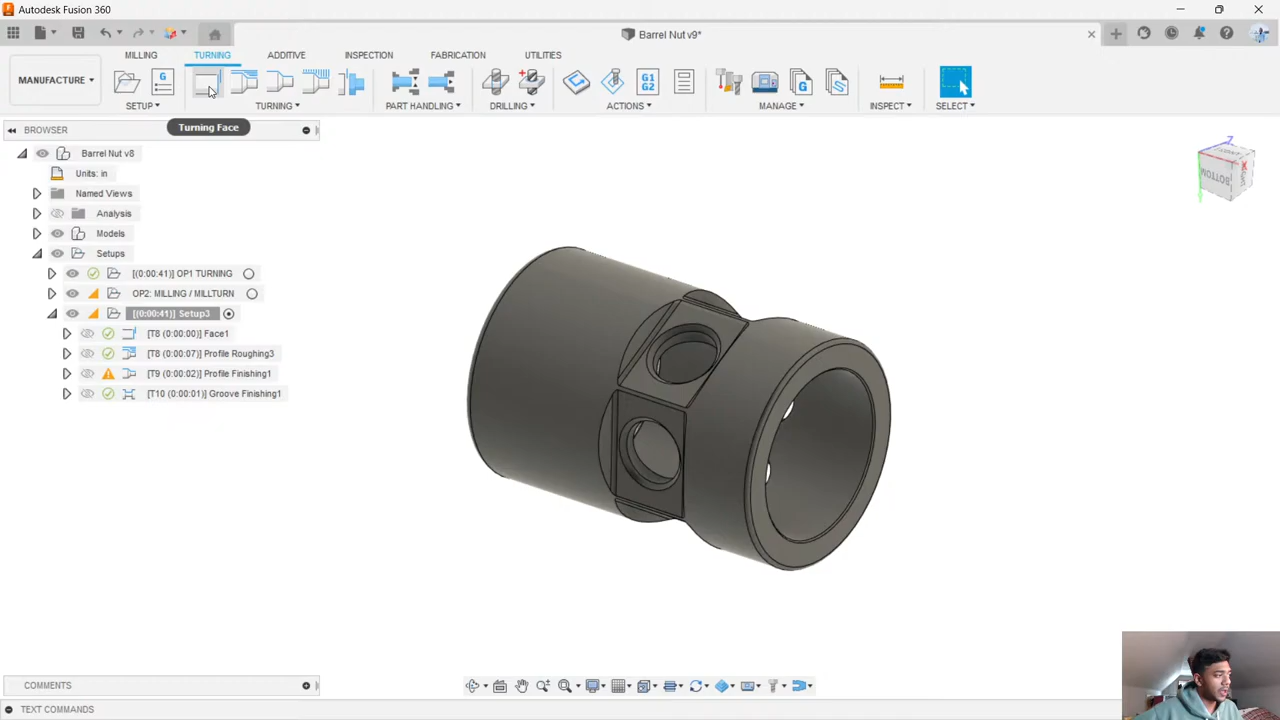 Autodesk Fusion 360
Barrel Nut v9*
MILLING TURNING ADDITIVE INSPECTION FABRICATION UTILITIES
MANUFACTURE
G
G1
G2
SETUP TURNING PART HANDLING DRILLING ACTIONS MANAGE INSPECT SELECT
Turning Face
BROWSER
Barrel Nut v8
Units: in
Named Views
Analysis
Models
Setups
[(0:00:41)] OP1 TURNING
OP2: MILLING / MILLTURN
[(0:00:41)] Setup3
[T8 (0:00:00)] Face1
[T8 (0:00:07)] Profile Roughing3
[T9 (0:00:02)] Profile Finishing1
[T10 (0:00:01)] Groove Finishing1
Z
X
BOTTOM
COMMENTS
TEXT COMMANDS